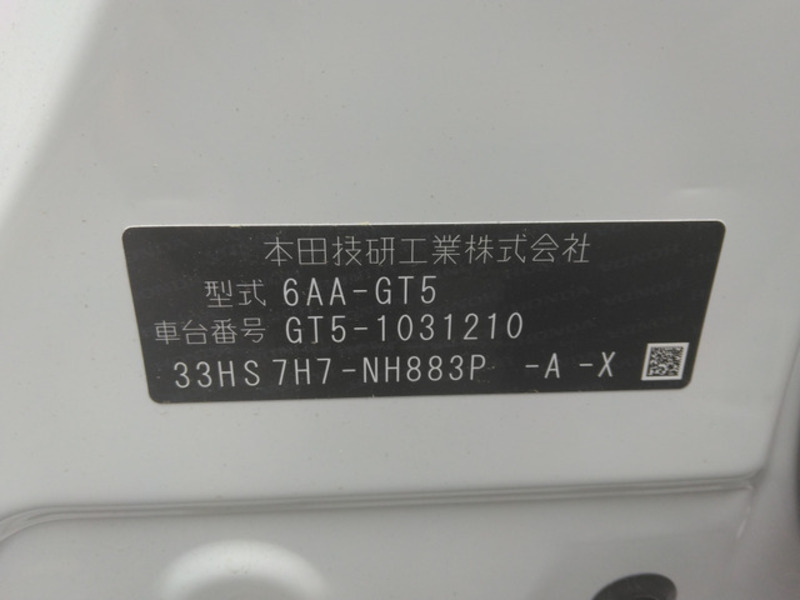 本田技研工業株式会社
型式 6AA-GT5
車台番号 GT5-1031210
33HS7H7-NH883P -A -X